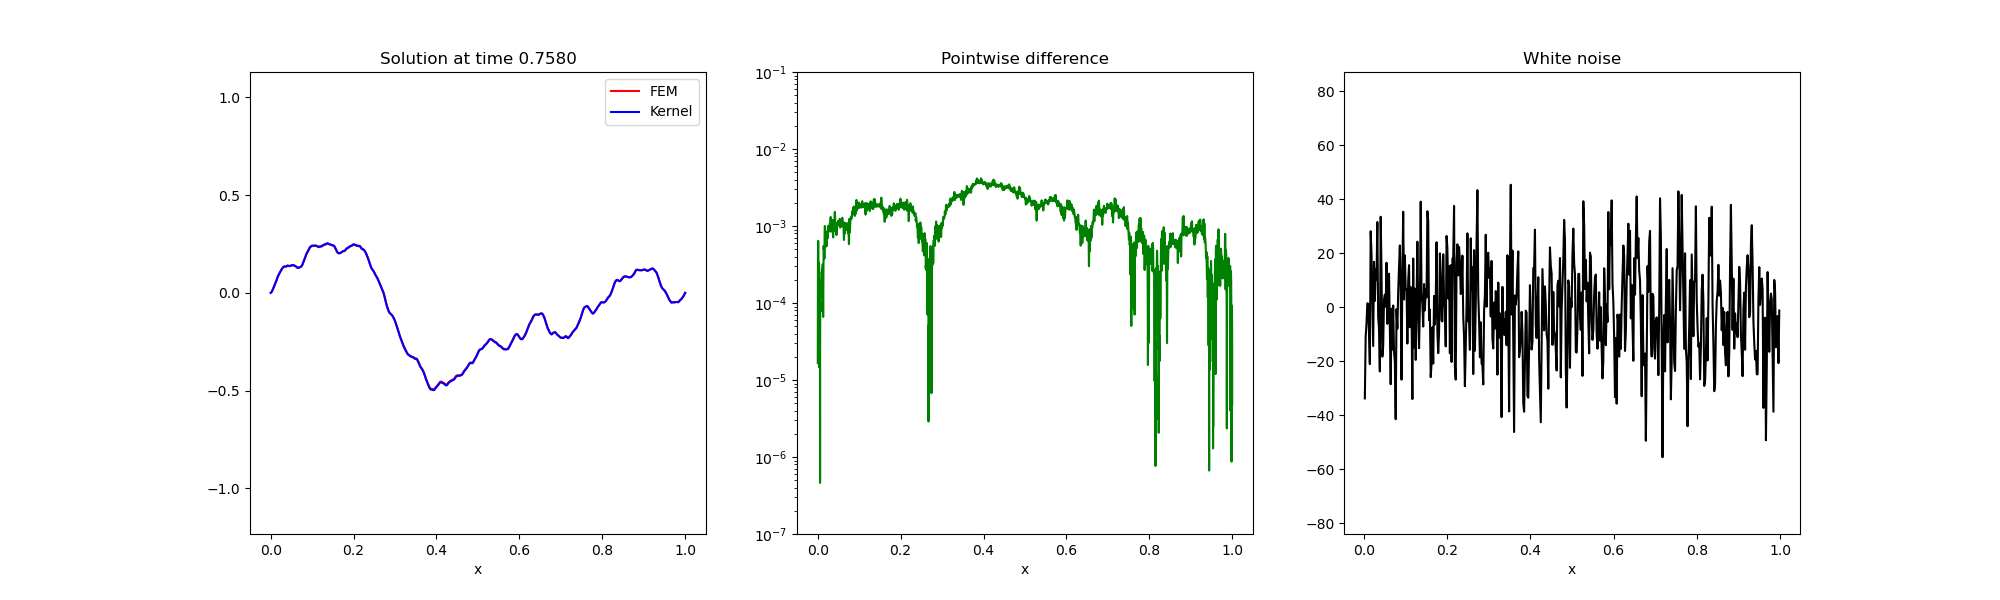 Solution at time 0.7580
1.0
0.5
0.0
−0.5
−1.0
0.0 0.2 0.4 0.6 0.8 1.0
x
FEM
Kernel
Pointwise difference
10⁻¹
10⁻²
10⁻³
10⁻⁴
10⁻⁵
10⁻⁶
10⁻⁷
0.0 0.2 0.4 0.6 0.8 1.0
x
White noise
80
60
40
20
0
−20
−40
−60
−80
0.0 0.2 0.4 0.6 0.8 1.0
x